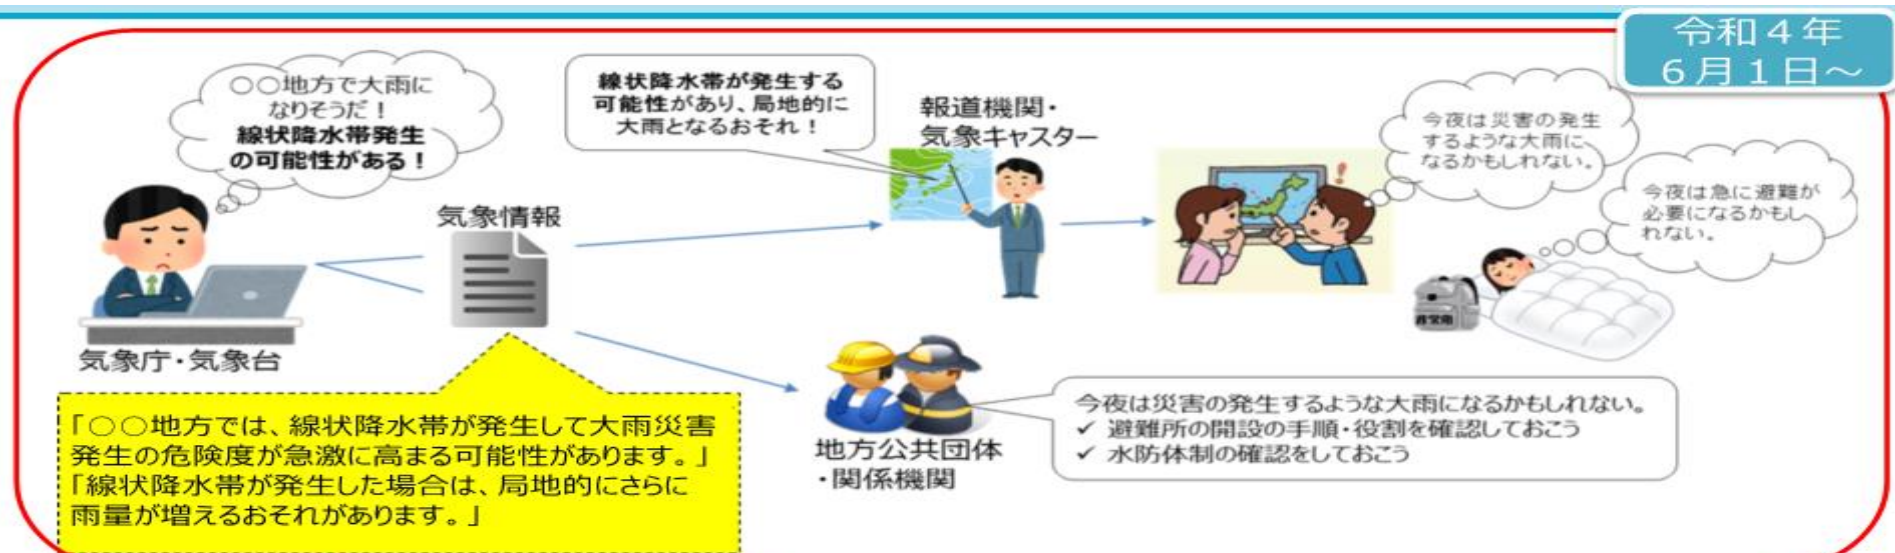 令和４年
６月１日～
○○地方で大雨に
なりそうだ！
線状降水帯発生
の可能性がある！
線状降水帯が発生する
可能性があり、局地的に
大雨となるおそれ！
報道機関・
気象キャスター
今夜は災害の発生
するような大雨に
なるかもしれない。
今夜は急に避難が
必要になるかもし
れない。
気象情報
非常用
気象庁・気象台
「○○地方では、線状降水帯が発生して大雨災害
発生の危険度が急激に高まる可能性があります。」
「線状降水帯が発生した場合は、局地的にさらに
雨量が増えるおそれがあります。」
地方公共団体
・関係機関
今夜は災害の発生するような大雨になるかもしれない。
✓ 避難所の開設の手順・役割を確認しておこう
✓ 水防体制の確認をしておこう